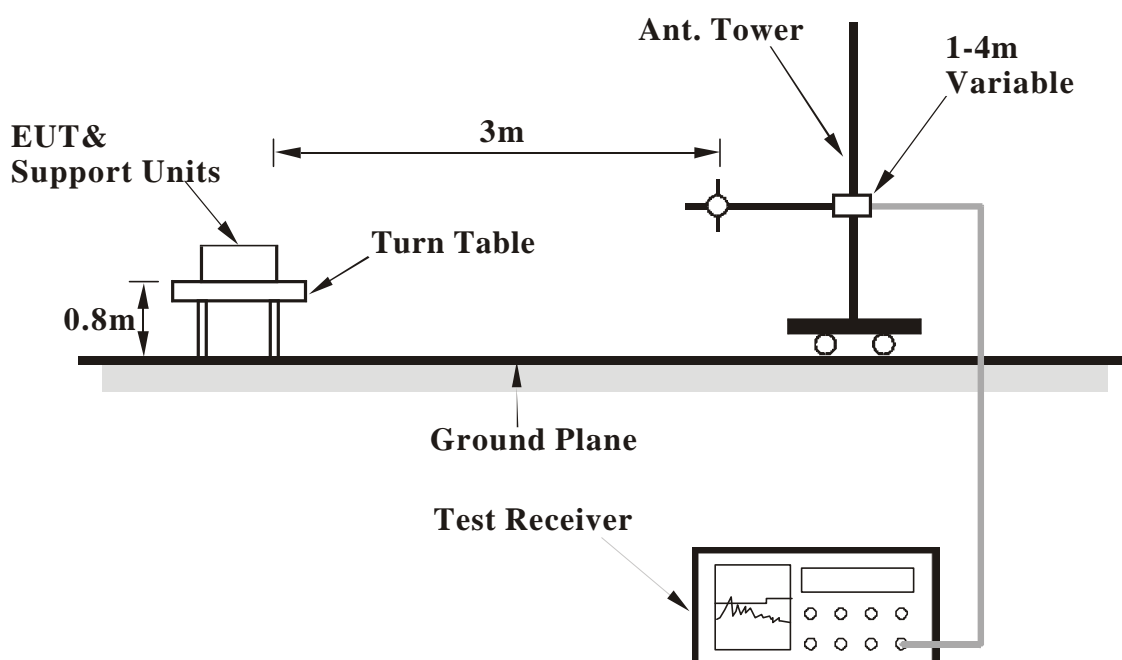 Ant. Tower
1-4m
Variable
EUT&
Support Units
3m
Turn Table
0.8m
Ground Plane
Test Receiver